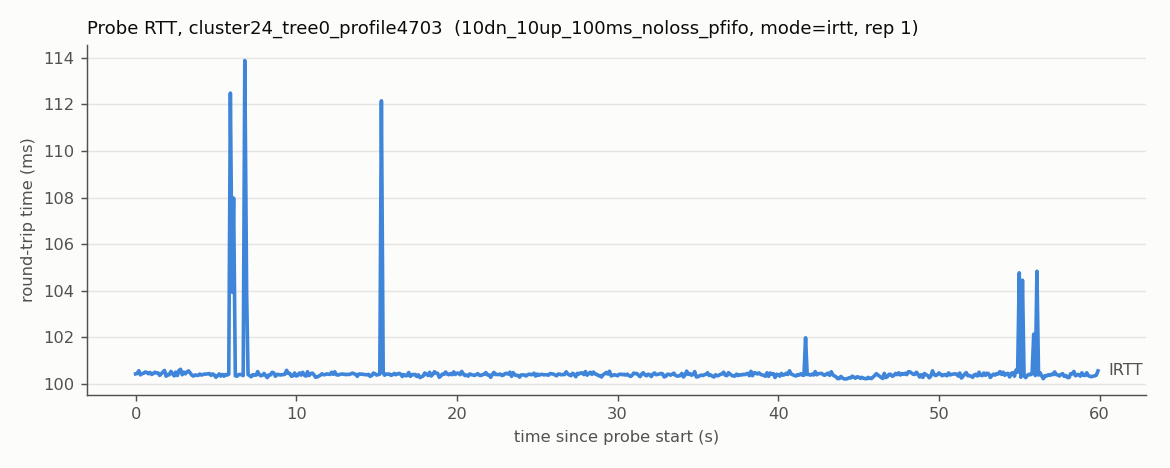 Probe RTT, cluster24_tree0_profile4703  (10dn_10up_100ms_noloss_pfifo, mode=irtt, rep 1)
round-trip time (ms)
114
112
110
108
106
104
102
100
IRTT
0 10 20 30 40 50 60
time since probe start (s)